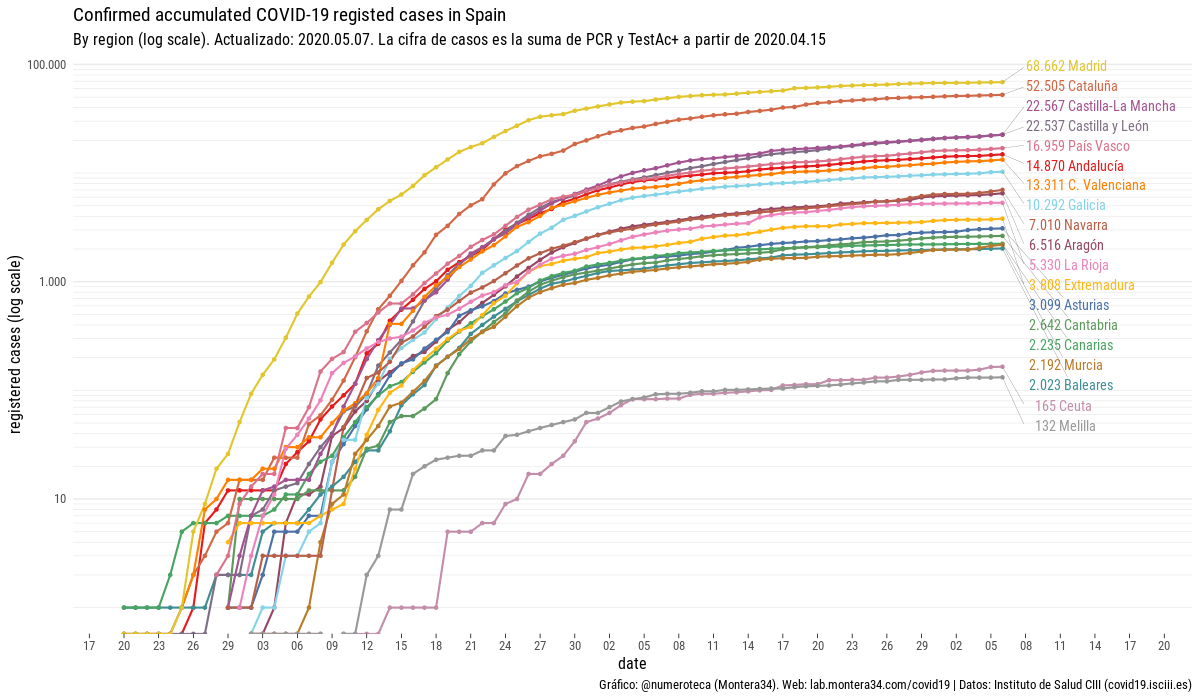 Confirmed accumulated COVID-19 registed cases in Spain
By region (log scale). Actualizado: 2020.05.07. La cifra de casos es la suma de PCR y TestAc+ a partir de 2020.04.15
registered cases (log scale)
100.000
1.000
10
68.662 Madrid
52.505 Cataluña
22.567 Castilla-La Mancha
22.537 Castilla y León
16.959 País Vasco
14.870 Andalucía
13.311 C. Valenciana
10.292 Galicia
7.010 Navarra
6.516 Aragón
5.330 La Rioja
3.808 Extremadura
3.099 Asturias
2.642 Cantabria
2.235 Canarias
2.192 Murcia
2.023 Baleares
165 Ceuta
132 Melilla
17 20 23 26 29 03 06 09 12 15 18 21 24 27 30 02 05 08 11 14 17 20 23 26 29 02 05 08 11 14 17 20
date
Gráfico: @numeroteca (Montera34). Web: lab.montera34.com/covid19 | Datos: Instituto de Salud CIII (covid19.isciii.es)